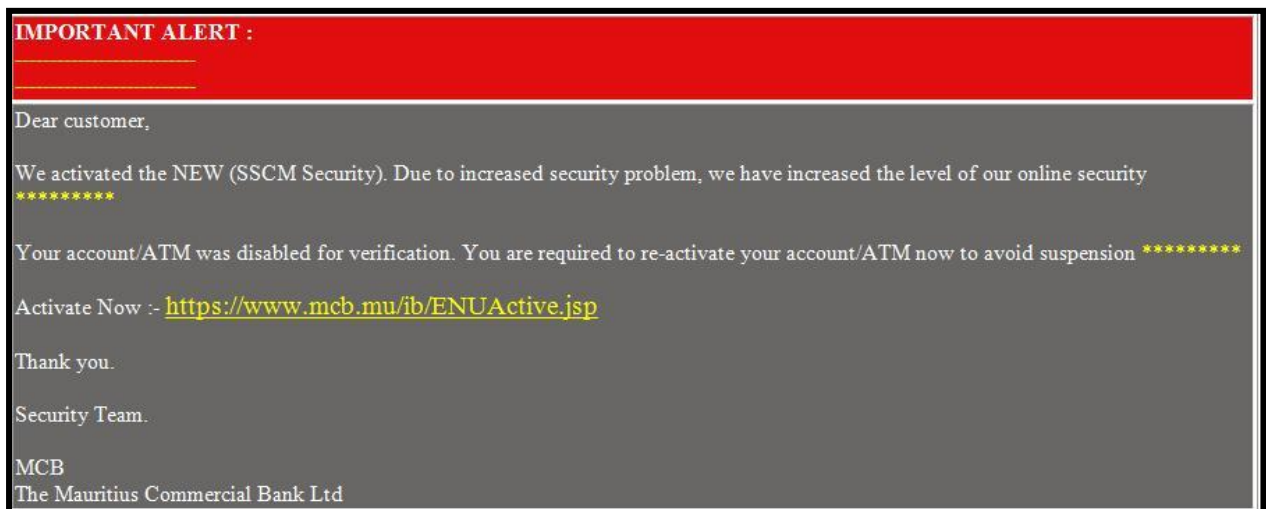 IMPORTANT ALERT :
Dear customer,
We activated the NEW (SSCM Security). Due to increased security problem, we have increased the level of our online security
*********
Your account/ATM was disabled for verification. You are required to re-activate your account/ATM now to avoid suspension *********
Activate Now :- https://www.mcb.mu/ib/ENUActive.jsp
Thank you.
Security Team.
MCB
The Mauritius Commercial Bank Ltd